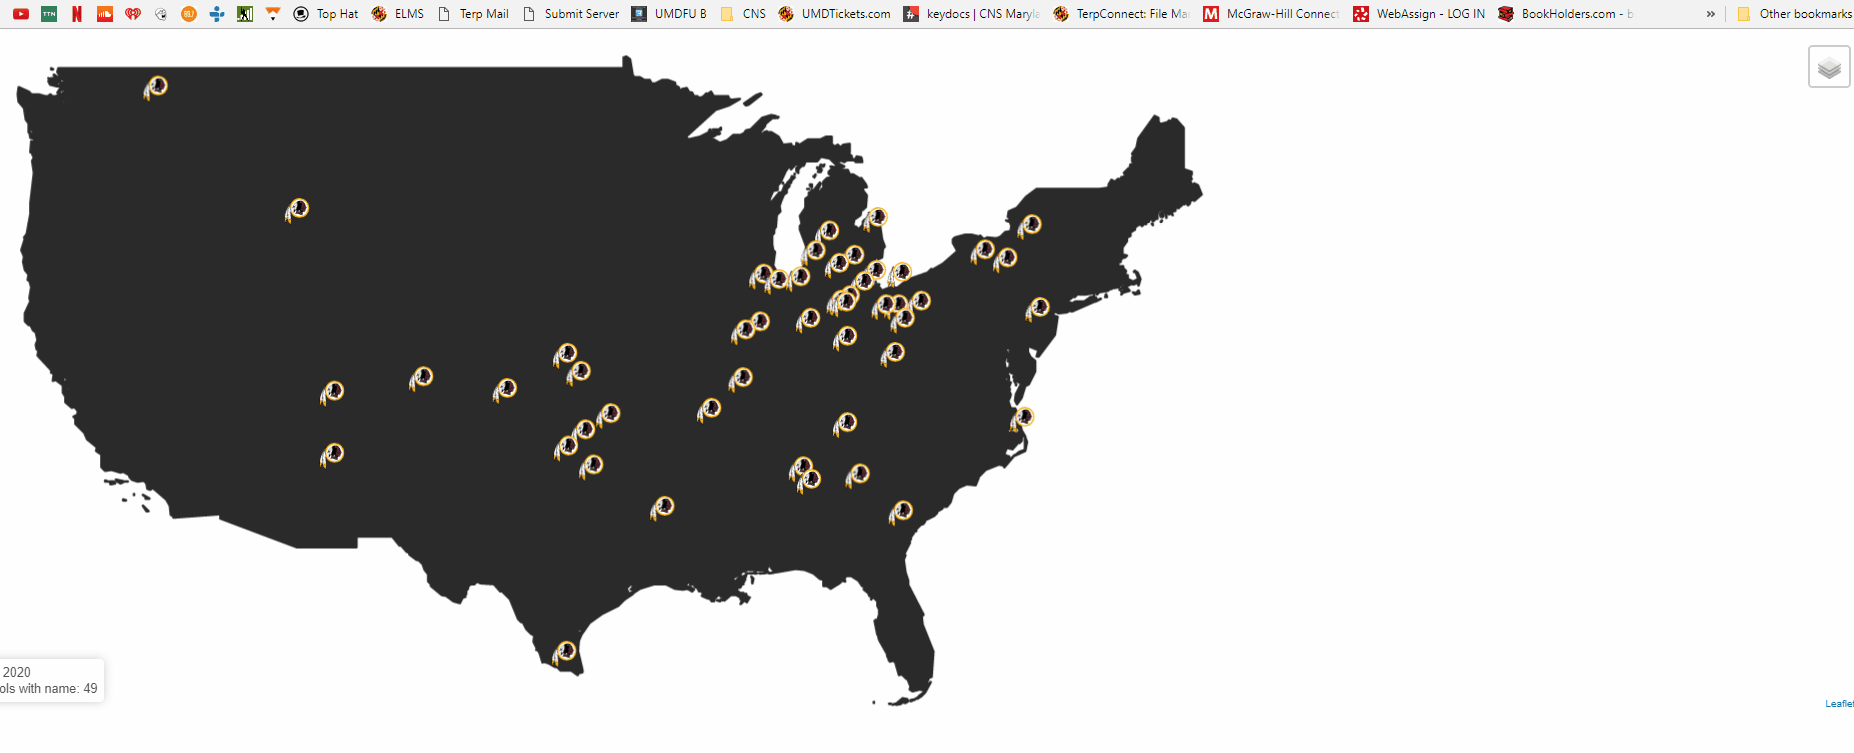 TTN Top Hat ELMS Terp Mail Submit Server UMDFU B CNS UMDTickets.com keydocs | CNS Maryla TerpConnect: File Ma McGraw-Hill Connect WebAssign - LOG IN BookHolders.com - b » Other bookmarks
2020
ols with name: 49
Leaflet